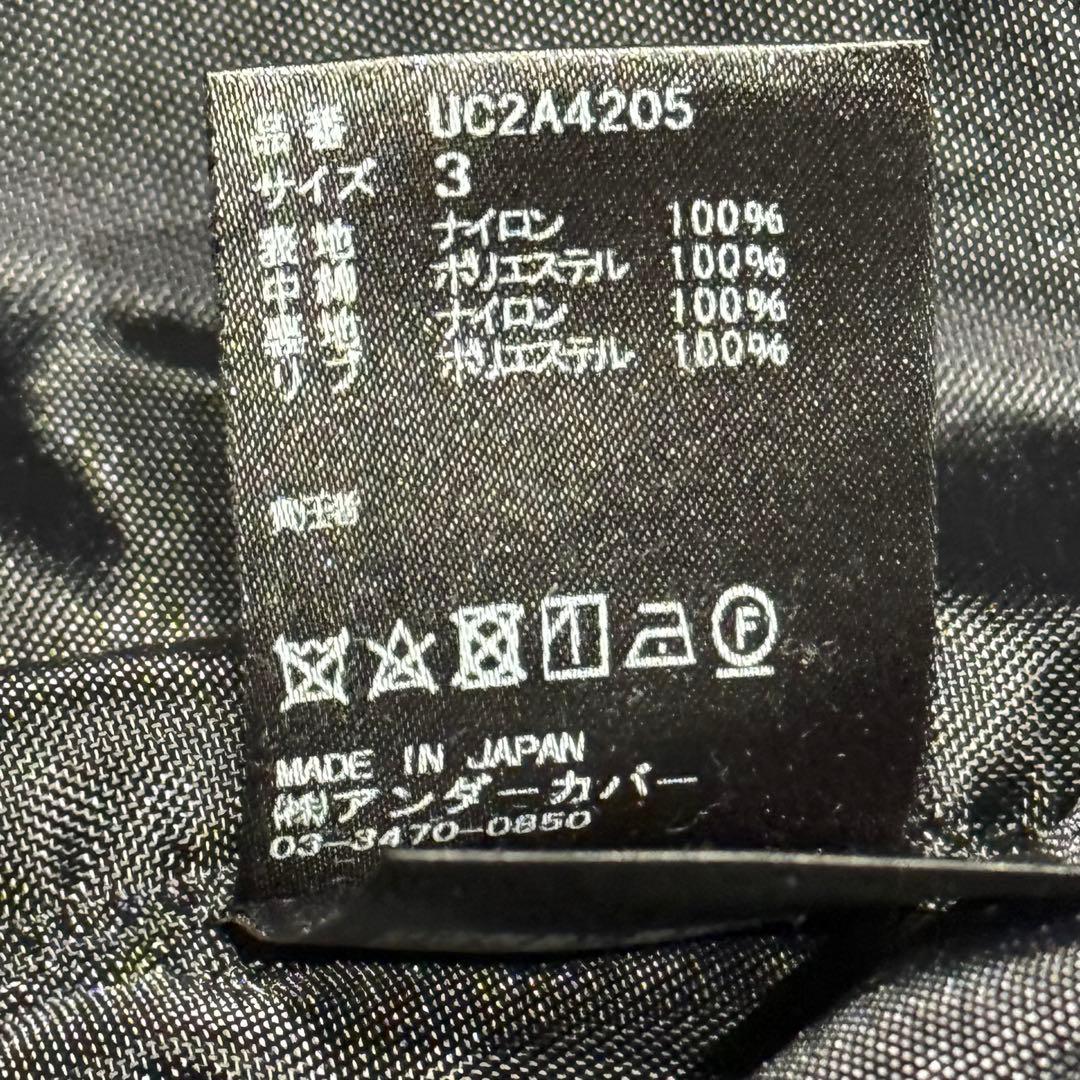 品番 UC2A4205
サイズ 3
表地 ナイロン 100%
中綿 ポリエステル 100%
帯地 ナイロン 100%
リブ ポリエステル 100%
MADE IN JAPAN
(株)アンダーカバー
03-3470-0850
F